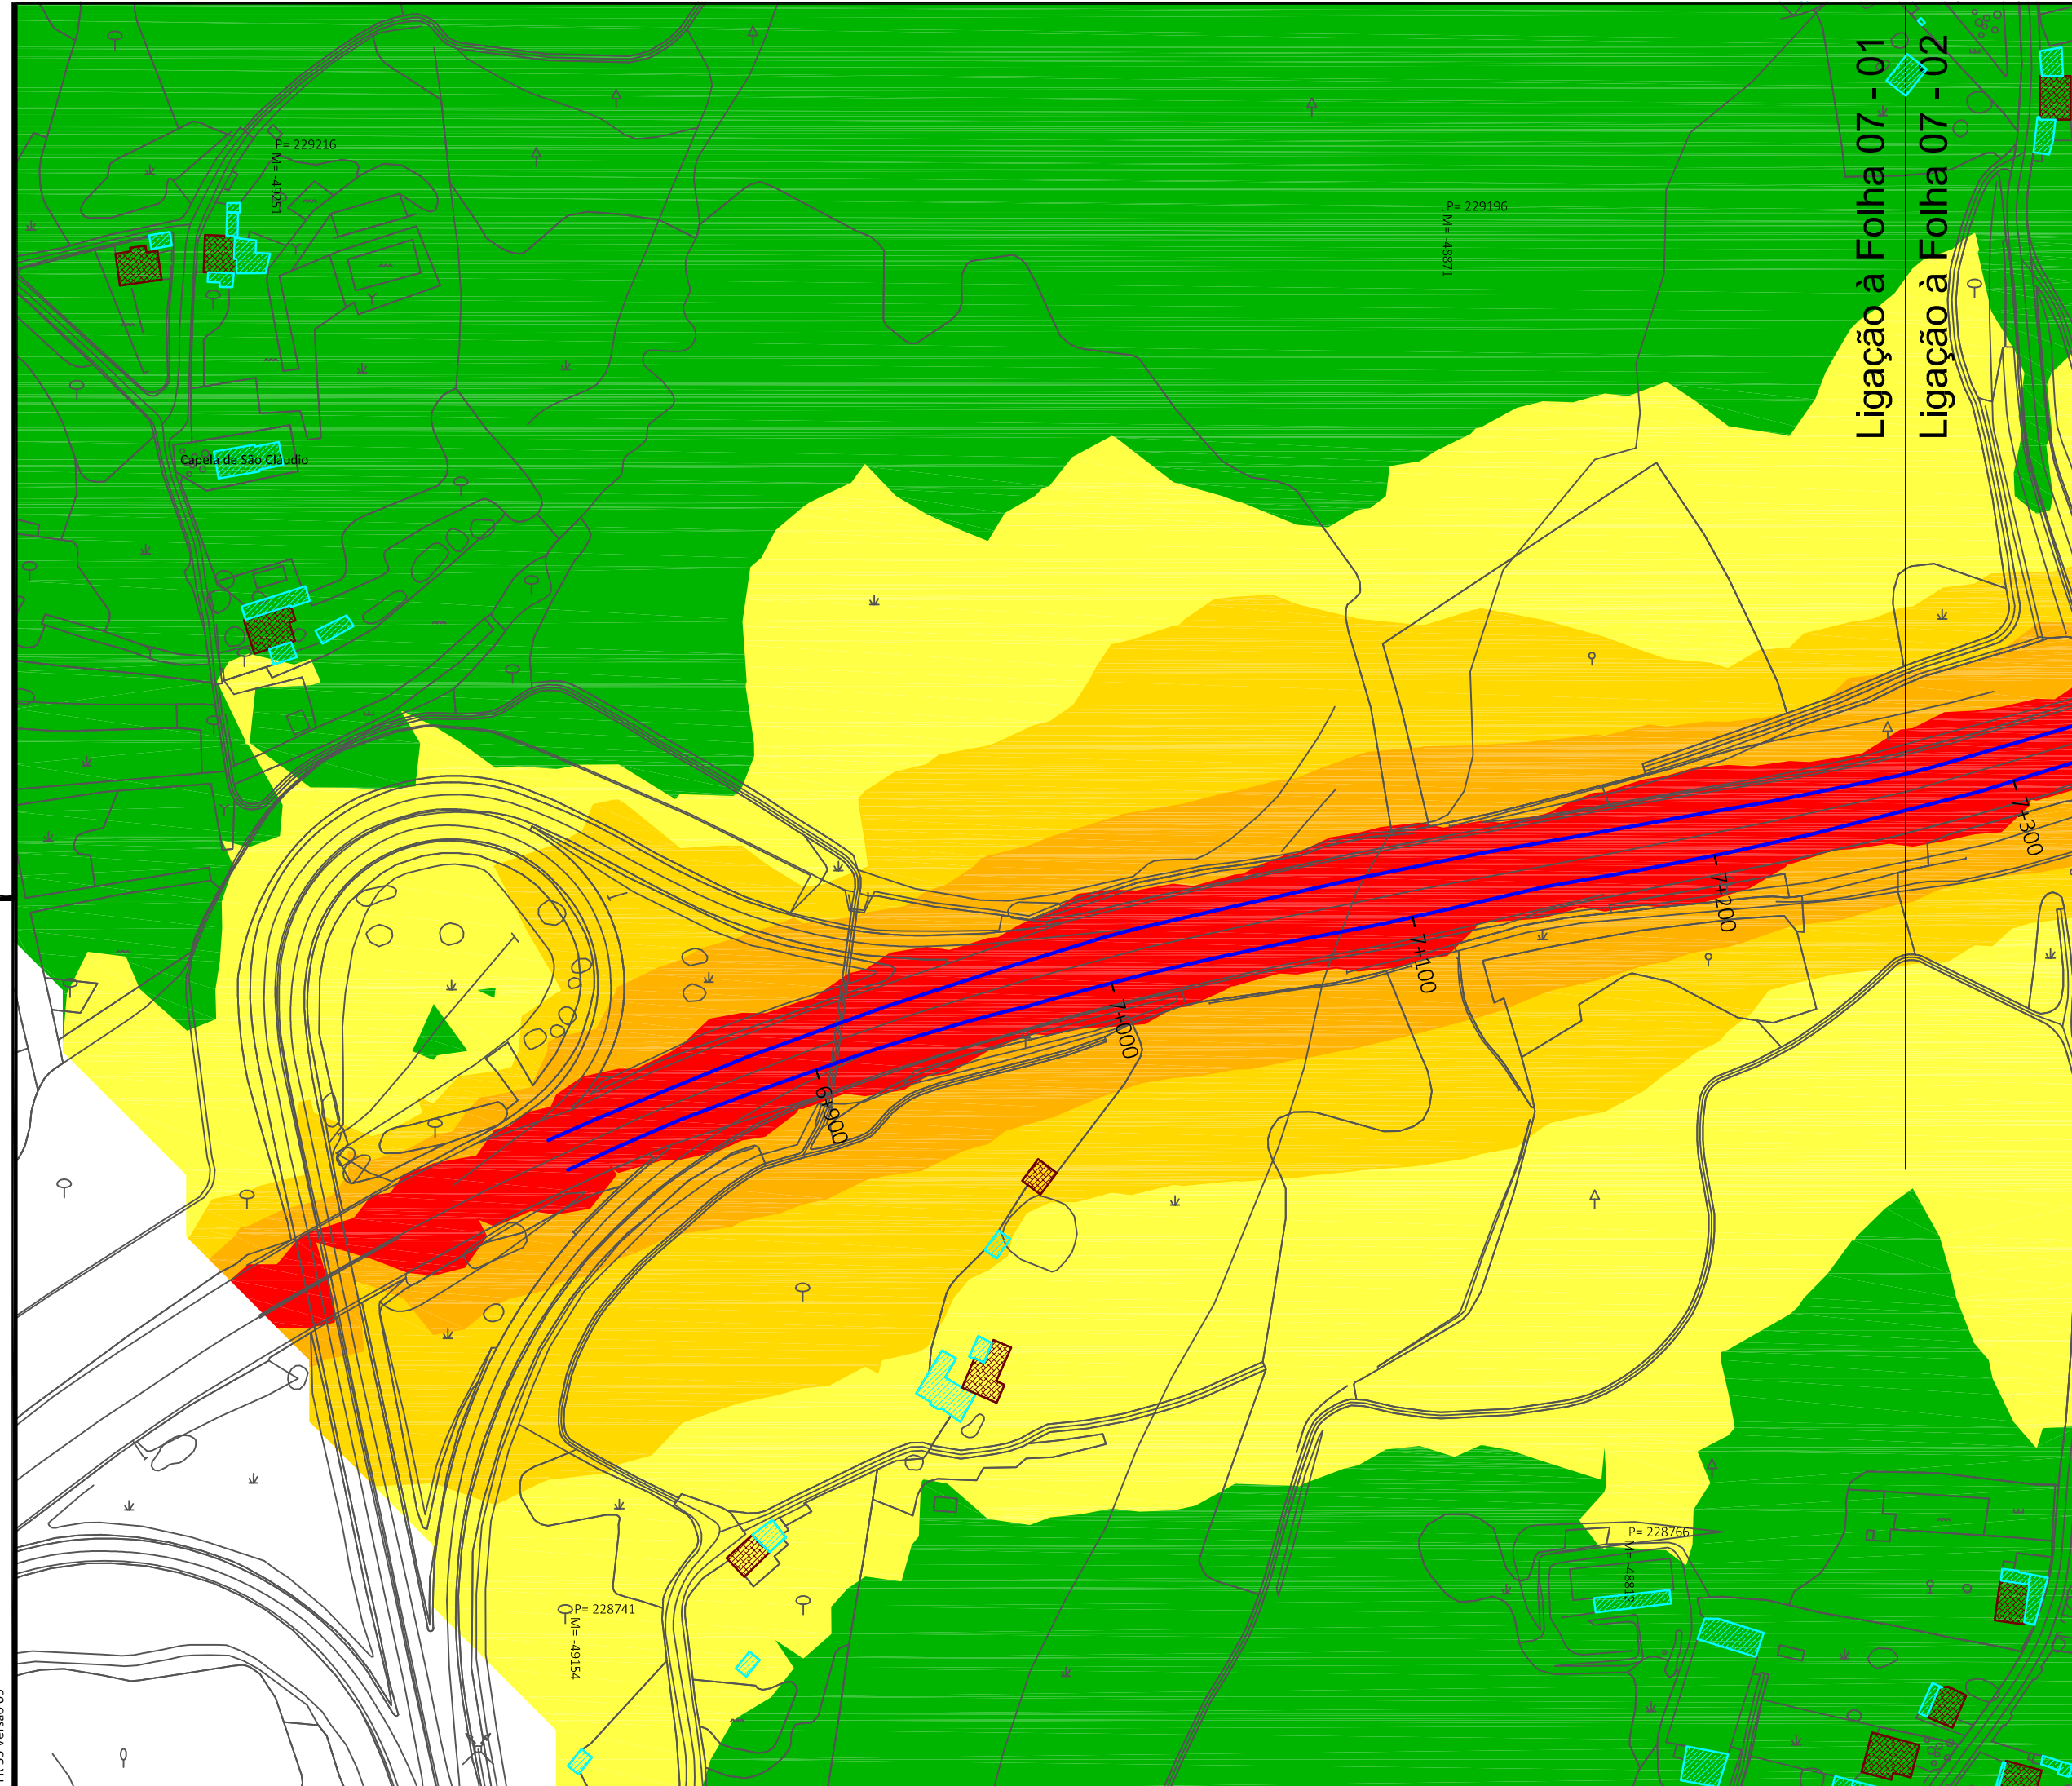 Ligação à Folha 07 - 01
Ligação à Folha 07 - 02
P= 229216
M= -49251
P= 229196
M= -48871
Capela de São Cláudio
7+300
7+200
7+100
7+000
6+900
P= 228766
P= 228741
M= -49154